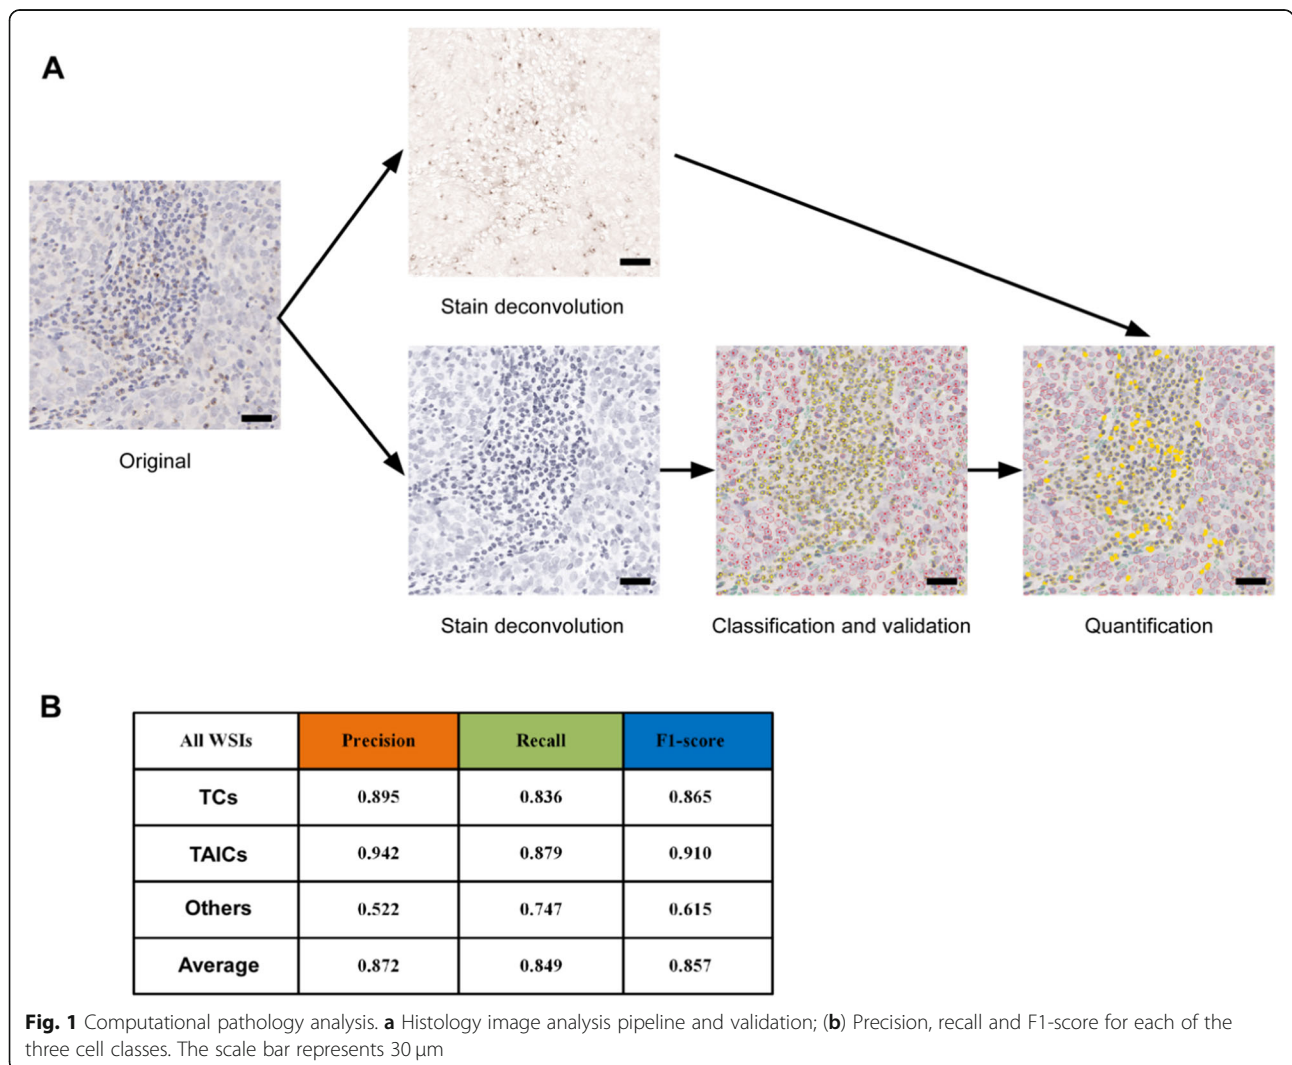 A
Original
Stain deconvolution
Stain deconvolution
Classification and validation
Quantification
B
All WSIs Precision Recall F1-score
TCs 0.895 0.836 0.865
TAICs 0.942 0.879 0.910
Others 0.522 0.747 0.615
Average 0.872 0.849 0.857
Fig. 1 Computational pathology analysis. a Histology image analysis pipeline and validation; (b) Precision, recall and F1-score for each of the
three cell classes. The scale bar represents 30 μm